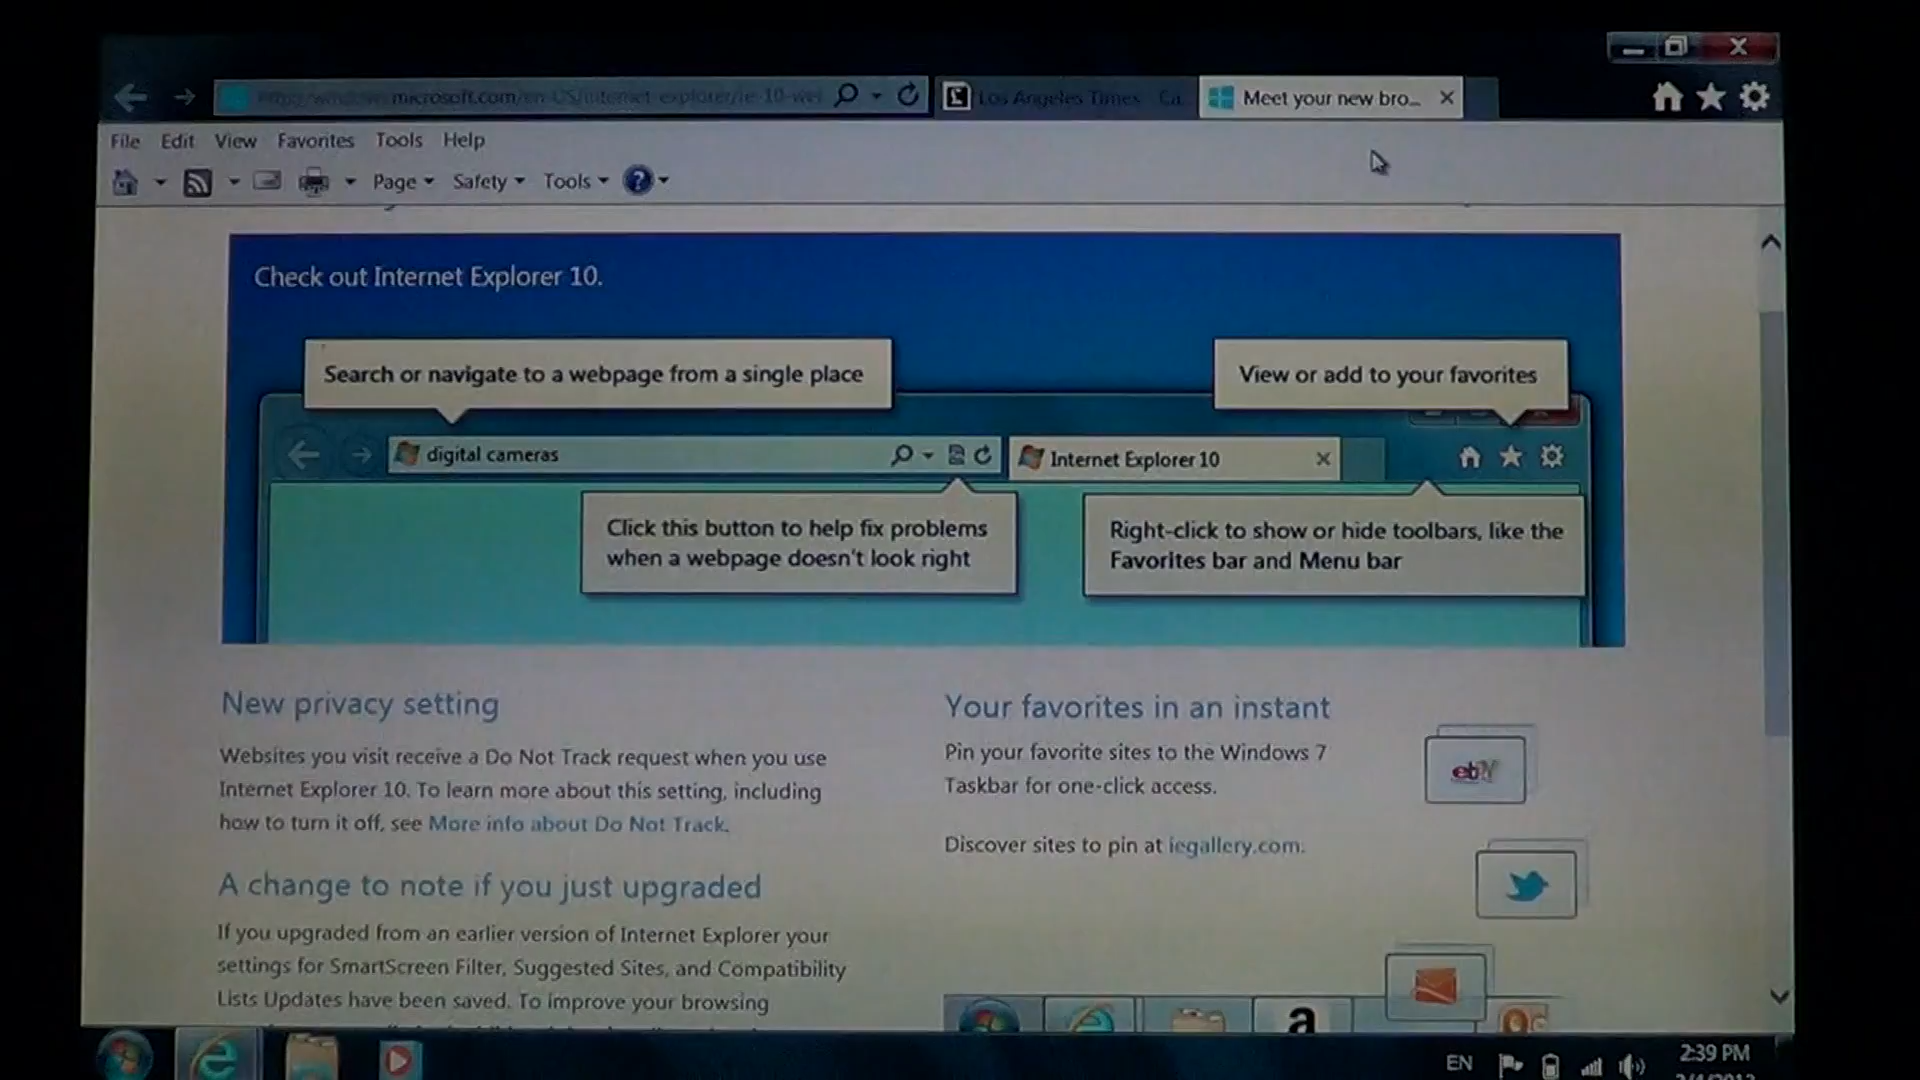 microsoft.com
Los Angeles Times Ca
Meet your new bro...
File Edit View Favorites Tools Help
Page Safety Tools
Check out Internet Explorer 10.
Search or navigate to a webpage from a single place
View or add to your favorites
digital cameras
Internet Explorer 10
Click this button to help fix problems
when a webpage doesn't look right
Right-click to show or hide toolbars, like the
Favorites bar and Menu bar
New privacy setting
Websites you visit receive a Do Not Track request when you use
Internet Explorer 10. To learn more about this setting, including
how to turn it off, see More info about Do Not Track.
A change to note if you just upgraded
If you upgraded from an earlier version of Internet Explorer your
settings for SmartScreen Filter, Suggested Sites, and Compatibility
Lists Updates have been saved. To improve your browsing
Your favorites in an instant
Pin your favorite sites to the Windows 7
Taskbar for one-click access.
Discover sites to pin at iegallery.com.
ebY
a
EN
2:39 PM